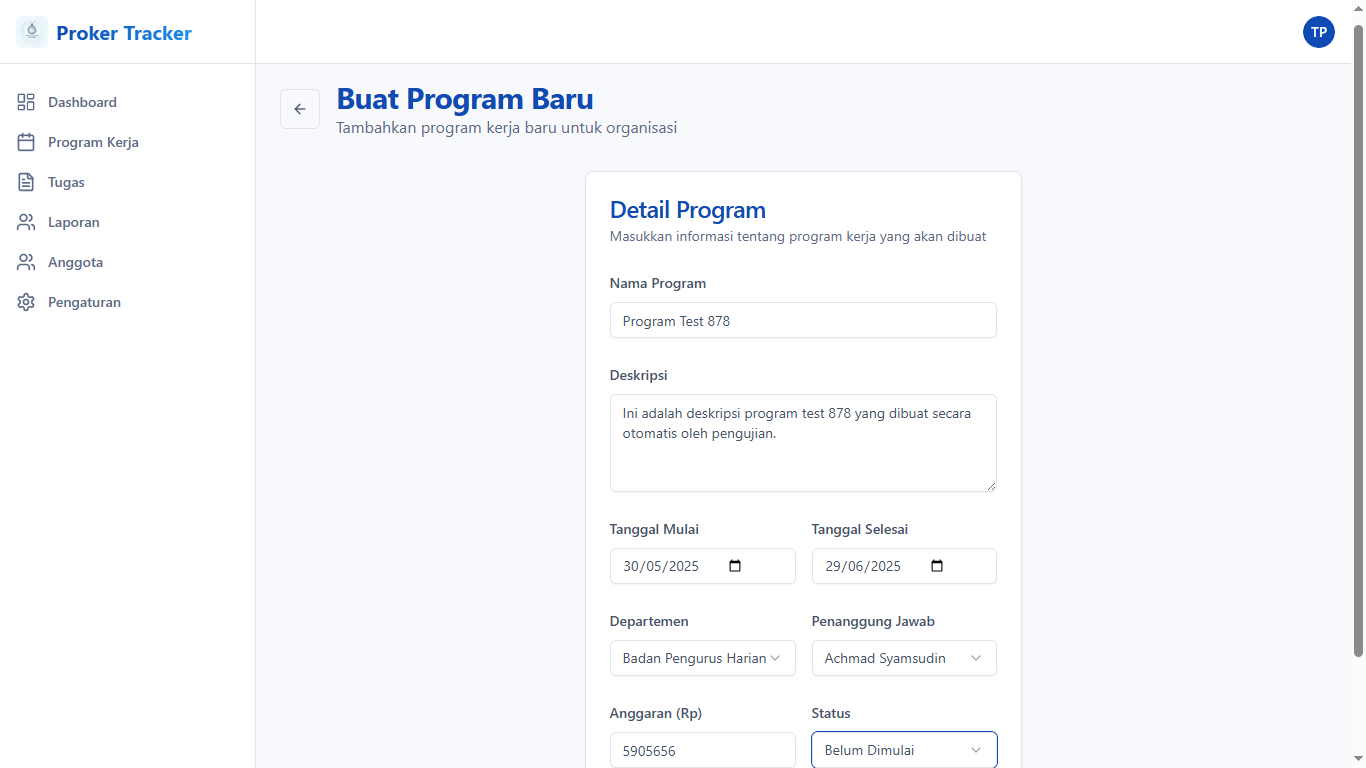 Proker Tracker
TP
Dashboard
Program Kerja
Tugas
Laporan
Anggota
Pengaturan
Buat Program Baru
Tambahkan program kerja baru untuk organisasi
Detail Program
Masukkan informasi tentang program kerja yang akan dibuat
Nama Program
Program Test 878
Deskripsi
Ini adalah deskripsi program test 878 yang dibuat secara
otomatis oleh pengujian.
Tanggal Mulai
Tanggal Selesai
30/05/2025
29/06/2025
Departemen
Penanggung Jawab
Badan Pengurus Harian
Achmad Syamsudin
Anggaran (Rp)
Status
5905656
Belum Dimulai